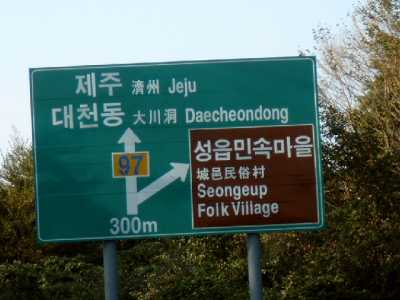 제주 濟州 Jeju
대천동 大川洞 Daecheondong
97
300m
성읍민속마을
城邑民俗村
Seongeup
Folk Village